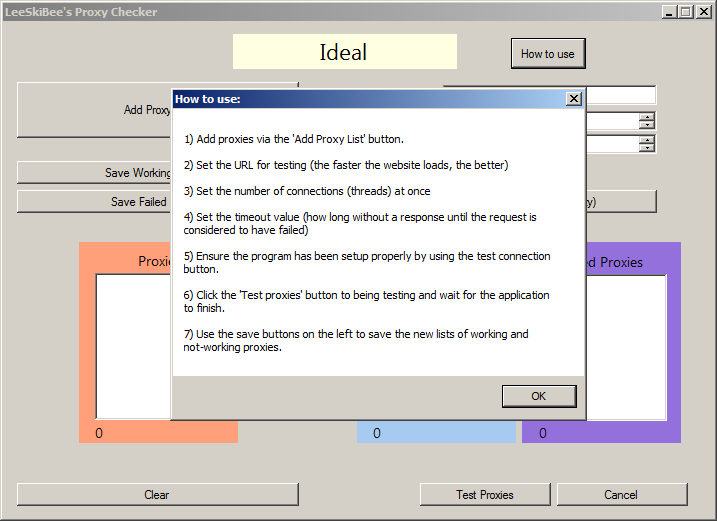 LeeSkiBee's Proxy Checker
Ideal
How to use
Add Proxy
How to use:
1) Add proxies via the 'Add Proxy List' button.
2) Set the URL for testing (the faster the website loads, the better)
3) Set the number of connections (threads) at once
4) Set the timeout value (how long without a response until the request is
considered to have failed)
5) Ensure the program has been setup properly by using the test connection
button.
6) Click the 'Test proxies' button to being testing and wait for the application
to finish.
7) Use the save buttons on the left to save the new lists of working and
not-working proxies.
OK
Save Working
Save Failed
Proxies
0
0
0
Clear
Test Proxies
Cancel